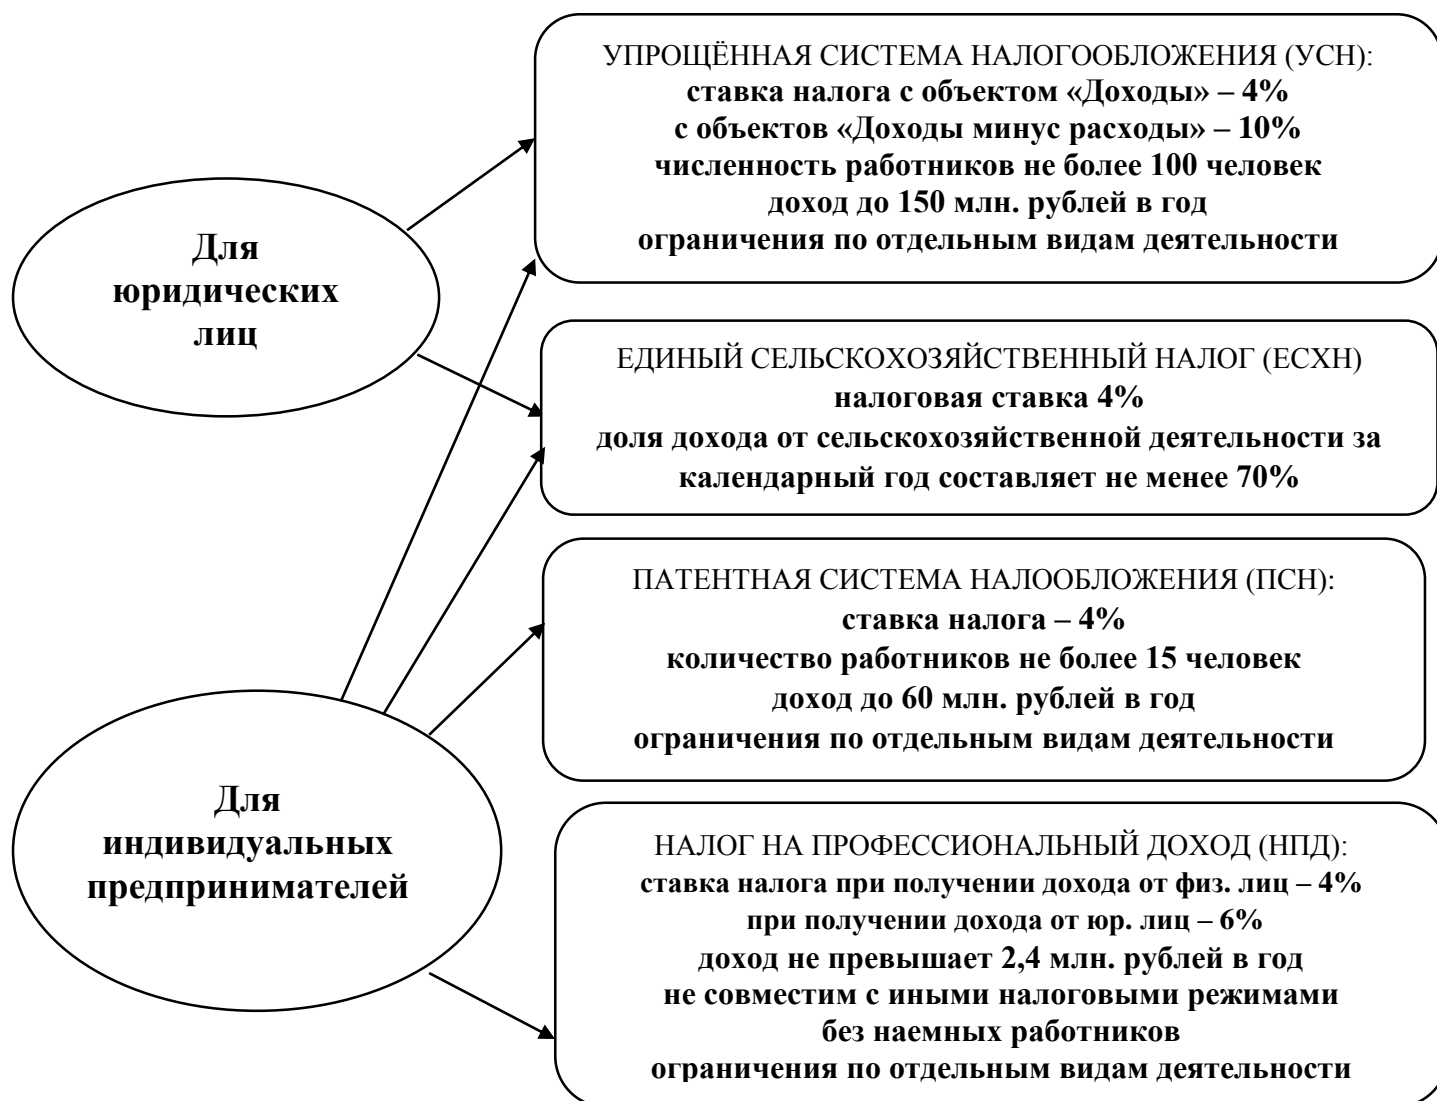 УПРОЩЁННАЯ СИСТЕМА НАЛОГООБЛОЖЕНИЯ (УСН):
ставка налога с объектом «Доходы» – 4%
с объектов «Доходы минус расходы» – 10%
численность работников не более 100 человек
доход до 150 млн. рублей в год
ограничения по отдельным видам деятельности
Для
юридических
лиц
ЕДИНЫЙ СЕЛЬСКОХОЗЯЙСТВЕННЫЙ НАЛОГ (ЕСХН)
налоговая ставка 4%
доля дохода от сельскохозяйственной деятельности за
календарный год составляет не менее 70%
ПАТЕНТНАЯ СИСТЕМА НАЛООБЛОЖЕНИЯ (ПСН):
ставка налога – 4%
количество работников не более 15 человек
доход до 60 млн. рублей в год
ограничения по отдельным видам деятельности
Для
индивидуальных
предпринимателей
НАЛОГ НА ПРОФЕССИОНАЛЬНЫЙ ДОХОД (НПД):
ставка налога при получении дохода от физ. лиц – 4%
при получении дохода от юр. лиц – 6%
доход не превышает 2,4 млн. рублей в год
не совместим с иными налоговыми режимами
без наемных работников
ограничения по отдельным видам деятельности